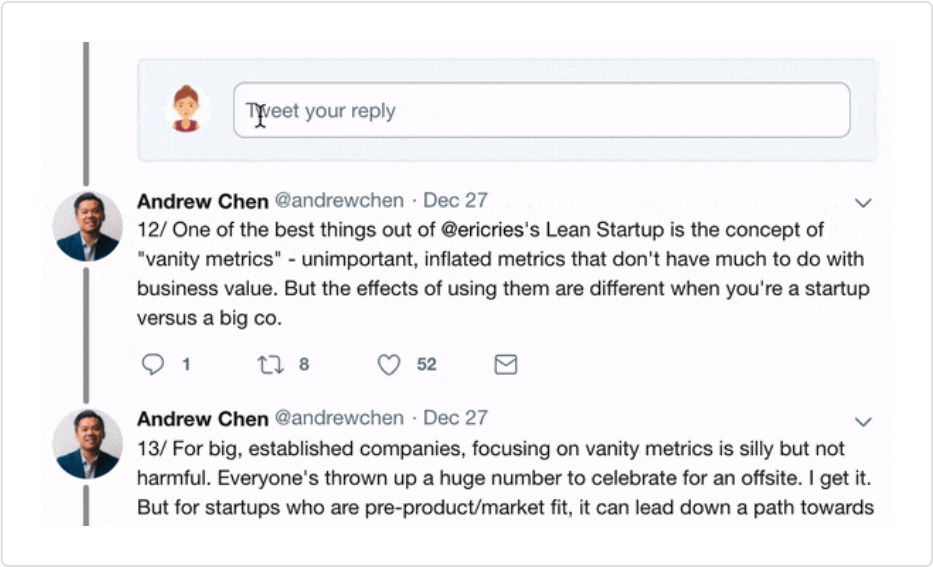 Tweet your reply
Andrew Chen @andrewchen · Dec 27
12/ One of the best things out of @ericries's Lean Startup is the concept of
"vanity metrics" - unimportant, inflated metrics that don't have much to do with
business value. But the effects of using them are different when you're a startup
versus a big co.
1 8 52
Andrew Chen @andrewchen · Dec 27
13/ For big, established companies, focusing on vanity metrics is silly but not
harmful. Everyone's thrown up a huge number to celebrate for an offsite. I get it.
But for startups who are pre-product/market fit, it can lead down a path towards